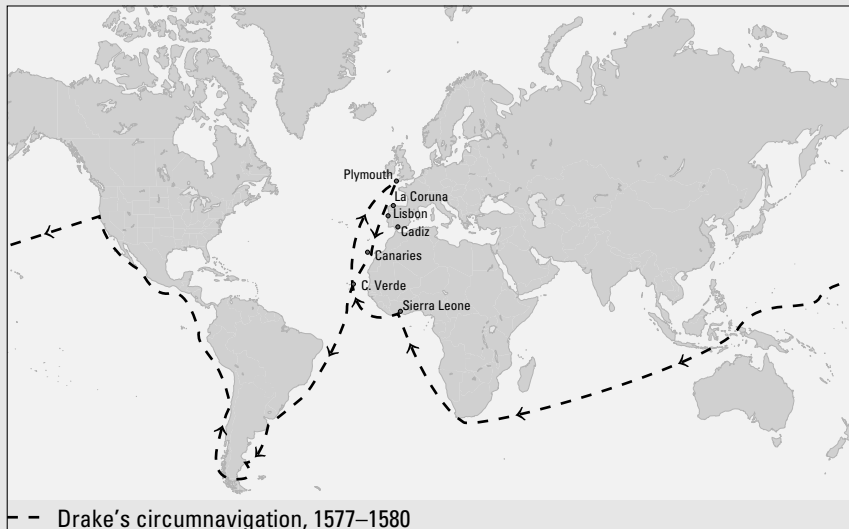 Plymouth
La Coruna
Lisbon
Cadiz
Canaries
C. Verde
Sierra Leone
Drake's circumnavigation, 1577–1580